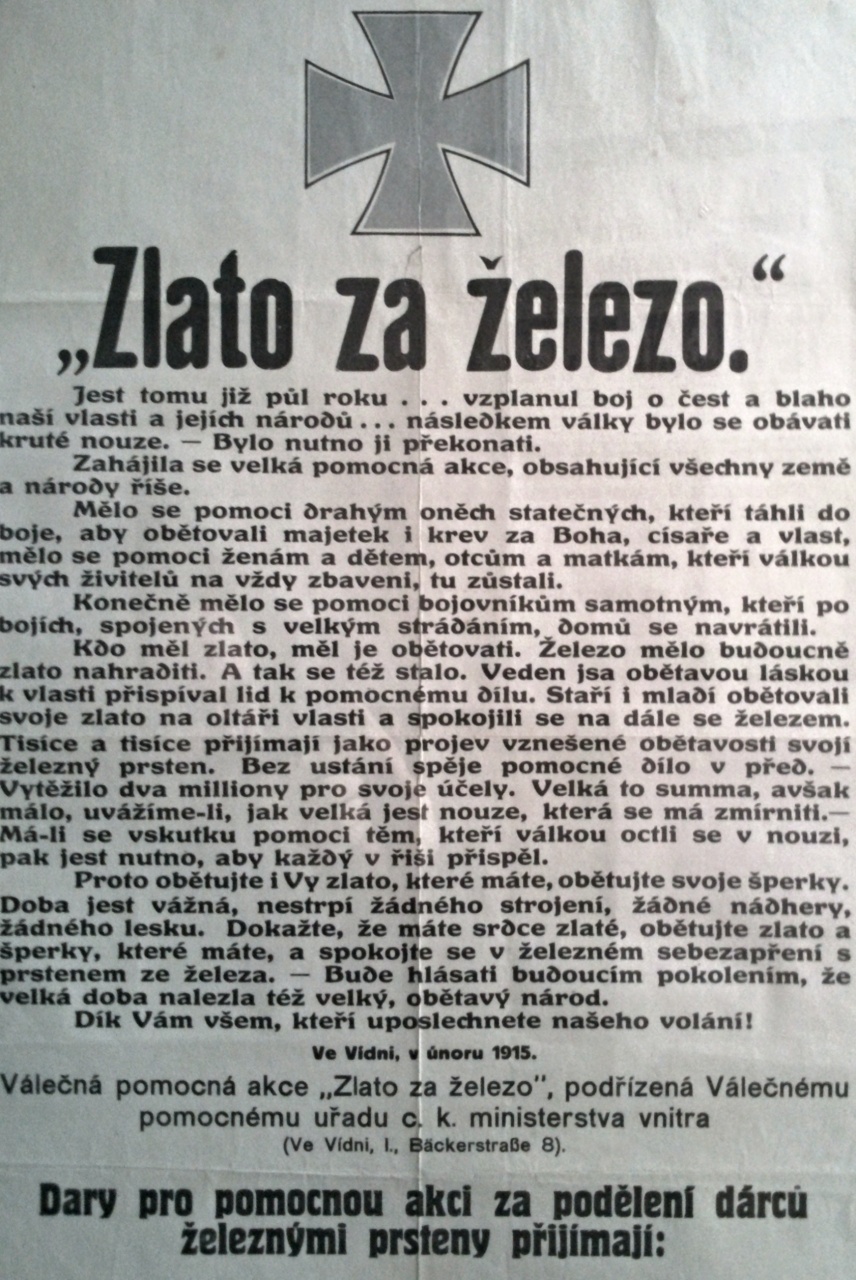 „Zlato za železo.“
Jest tomu již půl roku . . . vzplanul boj o čest a blaho
naší vlasti a jejích národů . . . následkem války bylo se obávati
kruté nouze. — Bylo nutno ji překonati.
Zahájila se velká pomocná akce, obsahující všechny země
a národy říše.
Mělo se pomoci drahým oněch statečných, kteří táhli do
boje, aby obětovali majetek i krev za Boha, císaře a vlast,
mělo se pomoci ženám a dětem, otcům a matkám, kteří válkou
svých živitelů na vždy zbaveni, tu zůstali.
Konečně mělo se pomoci bojovníkům samotným, kteří po
bojích, spojených s velkým strádáním, domů se navrátili.
Kdo měl zlato, měl je obětovati. Železo mělo budoucně
zlato nahraditi. A tak se též stalo. Veden jsa obětavou láskou
k vlasti přispíval lid k pomocnému dílu. Staří i mladí obětovali
svoje zlato na oltáři vlasti a spokojili se na dále se železem.
Tisíce a tisíce přijímají jako projev vznešené obětavosti svojí
železný prsten. Bez ustání spěje pomocné dílo v před. —
Vytěžilo dva milliony pro svoje účely. Velká to summa, avšak
málo, uvážíme-li, jak velká jest nouze, která se má zmírniti.—
Má-li se vskutku pomoci těm, kteří válkou octli se v nouzi,
pak jest nutno, aby každý v říši přispěl.
Proto obětujte i Vy zlato, které máte, obětujte svoje šperky.
Doba jest vážná, nestrpí žádného strojení, žádné nádhery,
žádného lesku. Dokažte, že máte srdce zlaté, obětujte zlato a
šperky, které máte, a spokojte se v železném sebezapření s
prstenem ze železa. — Bude hlásati budoucím pokolením, že
velká doba nalezla též velký, obětavý národ.
Dík Vám všem, kteří uposlechnete našeho volání!
Ve Vídni, v únoru 1915.
Válečná pomocná akce „Zlato za železo“, podřízená Válečnému
pomocnému uřadu c. k. ministerstva vnitra
(Ve Vídni, I., Bäckerstraße 8).
Dary pro pomocnou akci za podělení dárců
železnými prsteny přijímají: